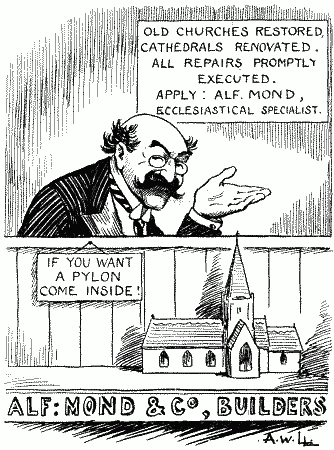 OLD CHURCHES RESTORED,
CATHEDRALS RENOVATED.
ALL REPAIRS PROMPTLY
EXECUTED.
APPLY: ALF. MOND,
ECCLESIASTICAL SPECIALIST.
IF YOU WANT
A PYLON
COME INSIDE!
ALF: MOND & Co, BUILDERS